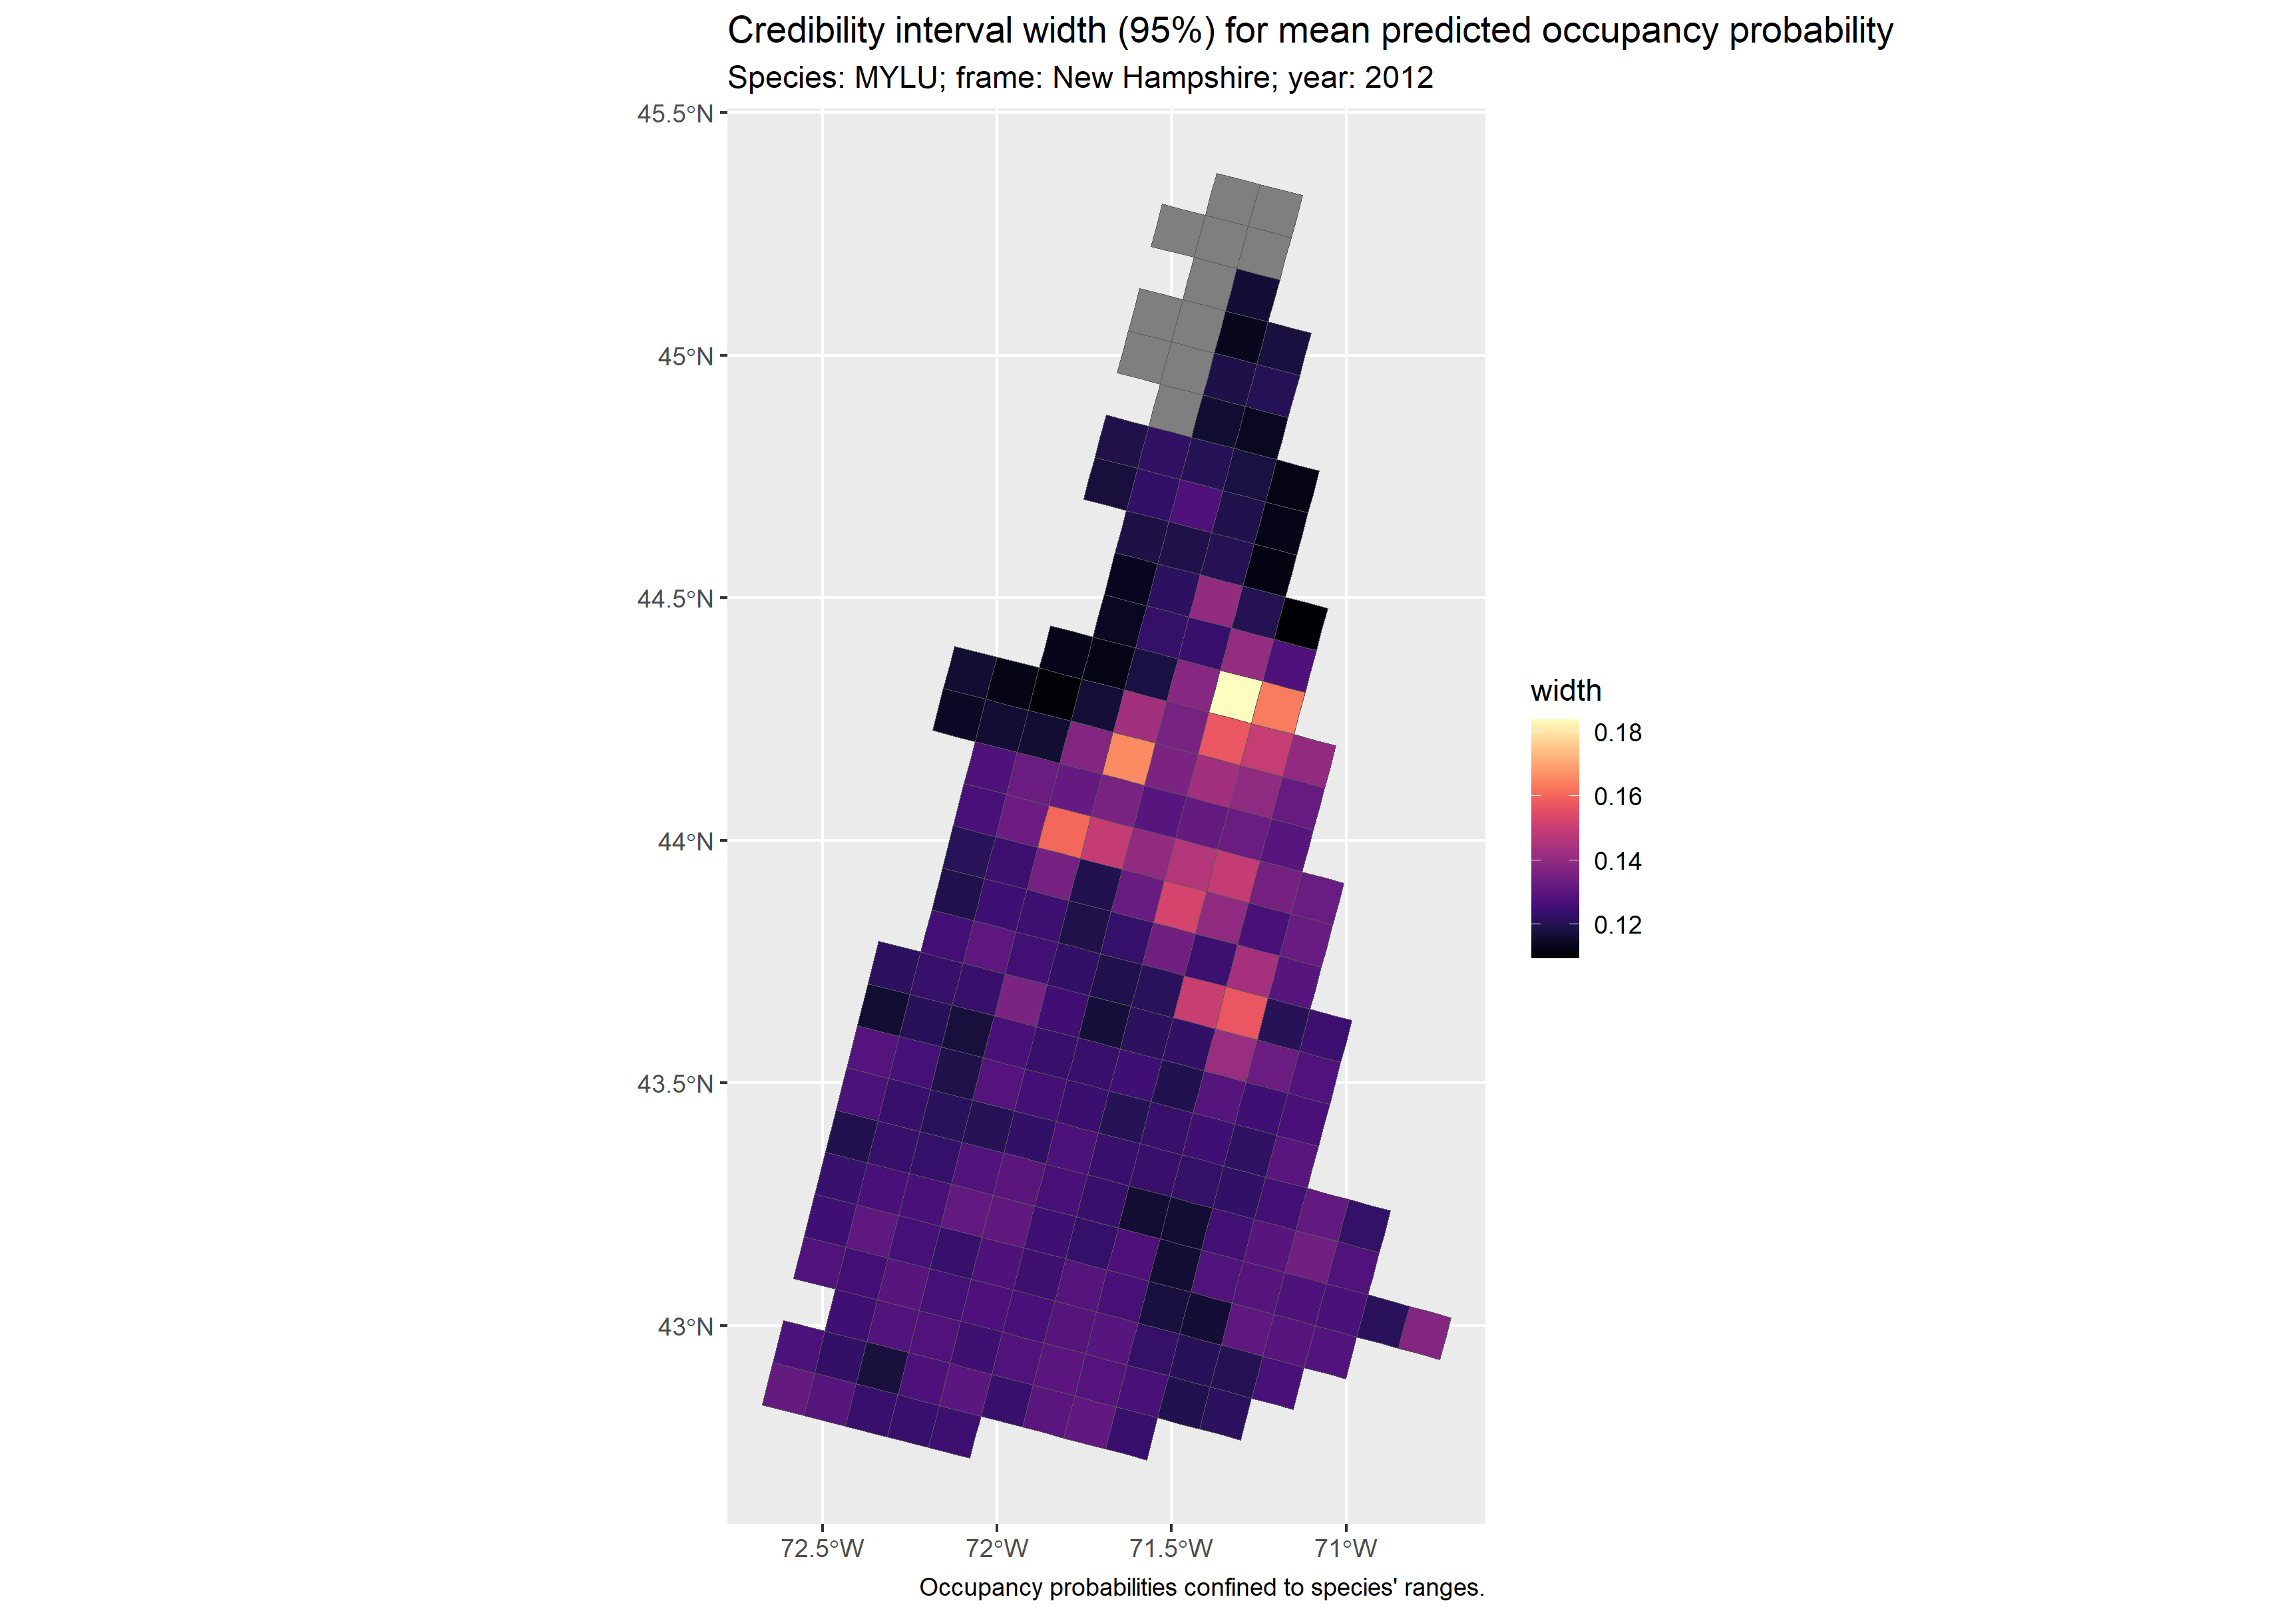 Credibility interval width (95%) for mean predicted occupancy probability
Species: MYLU; frame: New Hampshire; year: 2012
45.5°N
45°N
44.5°N
44°N
43.5°N
43°N
72.5°W
72°W
71.5°W
71°W
width
0.18
0.16
0.14
0.12
Occupancy probabilities confined to species' ranges.